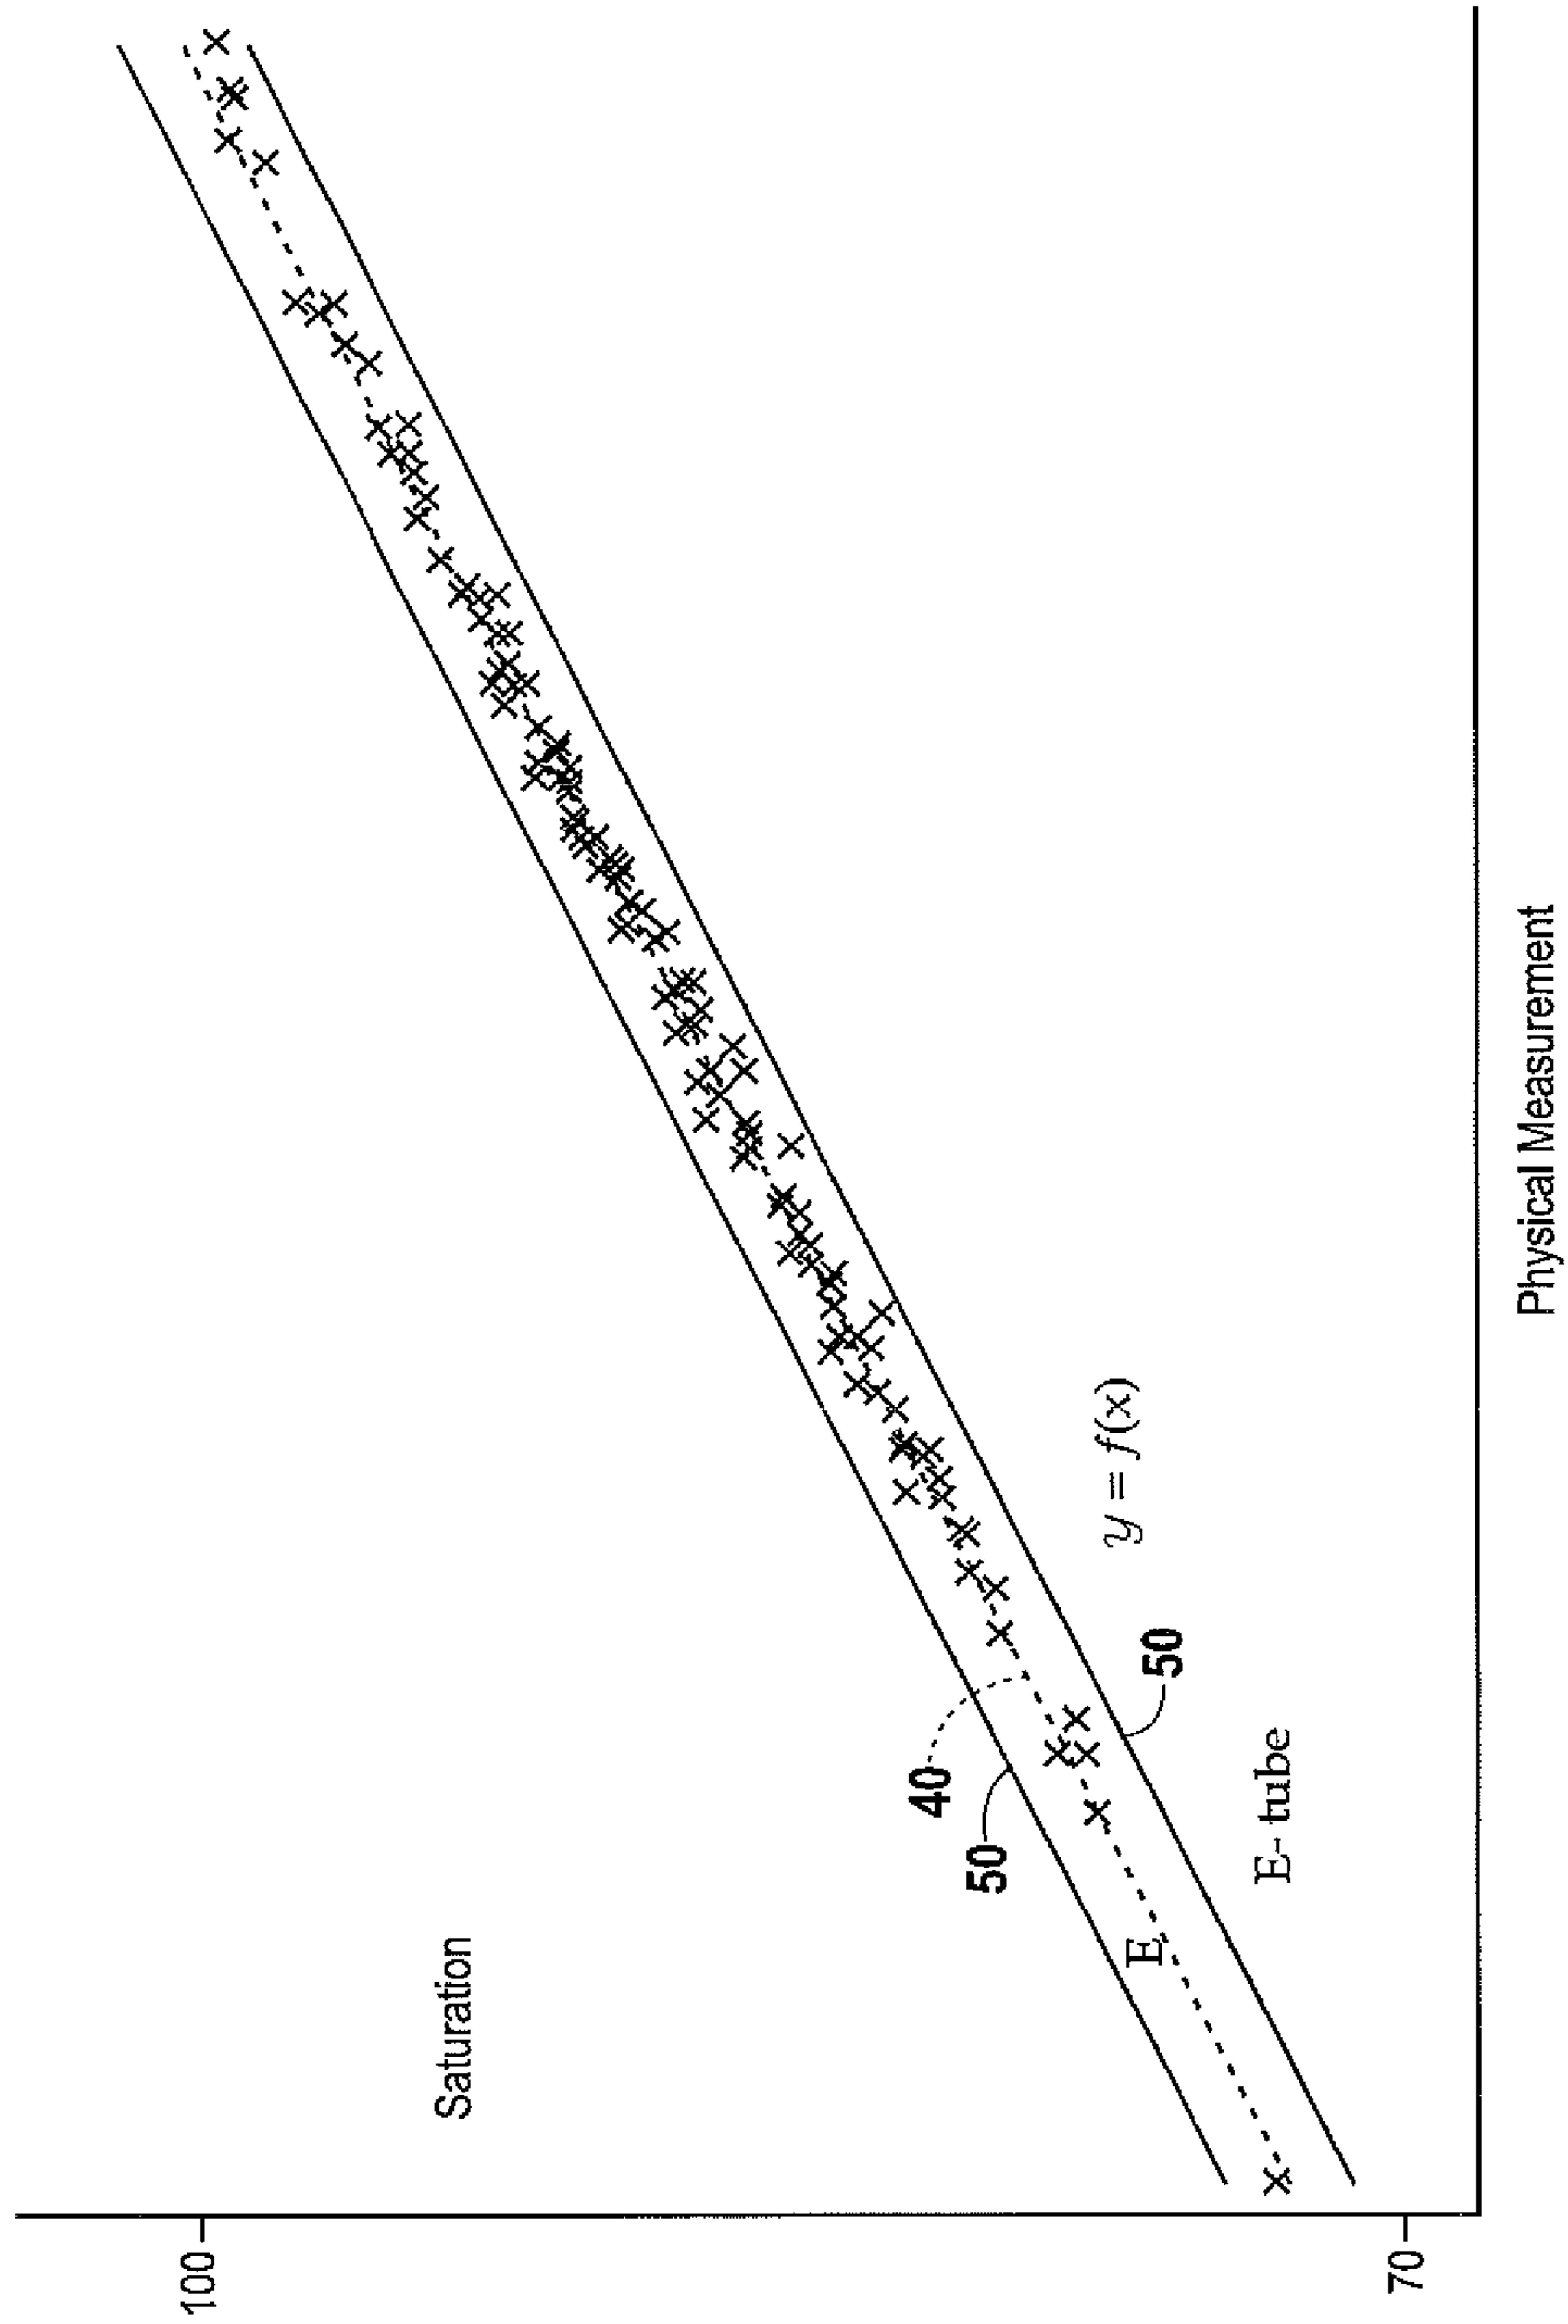 100
Saturation
E
50
40
50
y = f(x)
E- tube
70
Physical Measurement